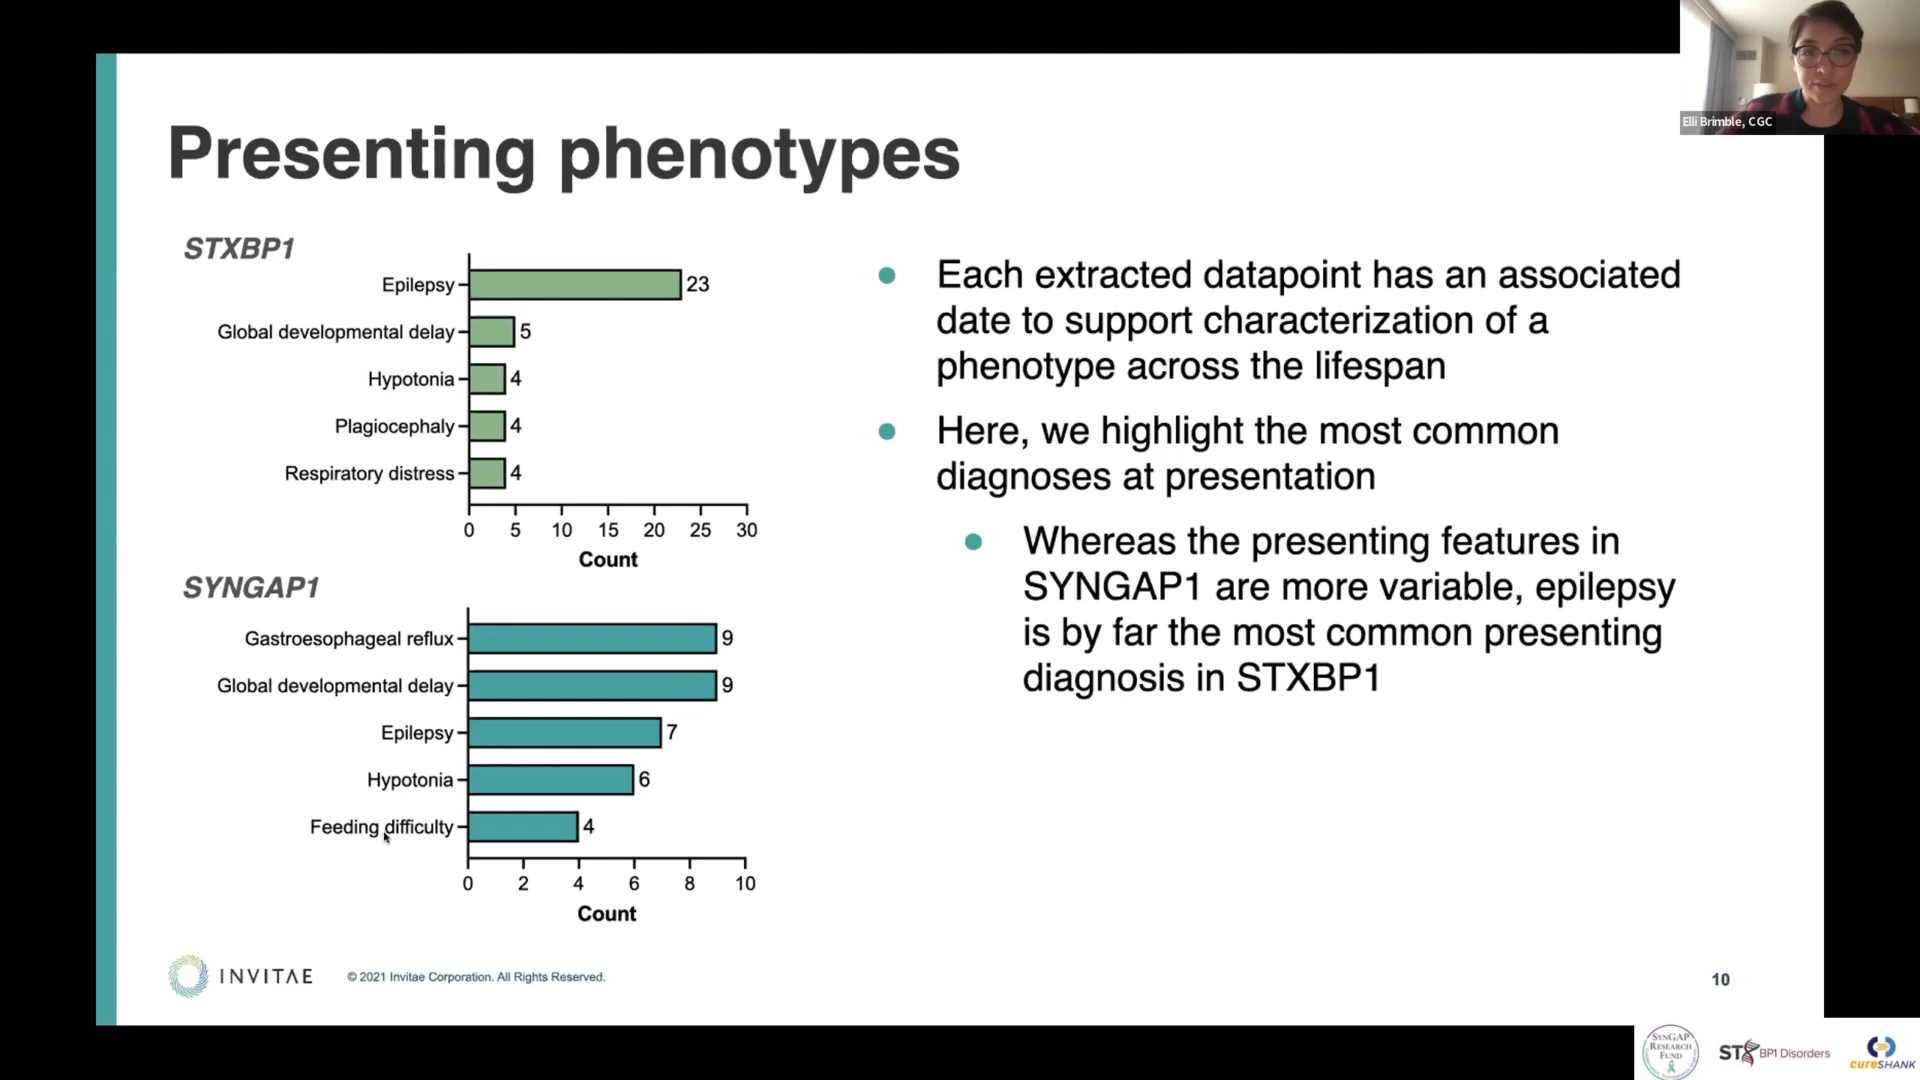 Elli Brimble, CGC
Presenting phenotypes
STXBP1
Epilepsy 23
Global developmental delay 5
Hypotonia 4
Plagiocephaly 4
Respiratory distress 4
0 5 10 15 20 25 30
Count
SYNGAP1
Gastroesophageal reflux 9
Global developmental delay 9
Epilepsy 7
Hypotonia 6
Feeding difficulty 4
0 2 4 6 8 10
Count
Each extracted datapoint has an associated
date to support characterization of a
phenotype across the lifespan
Here, we highlight the most common
diagnoses at presentation
Whereas the presenting features in
SYNGAP1 are more variable, epilepsy
is by far the most common presenting
diagnosis in STXBP1
INVITAE
© 2021 Invitae Corporation. All Rights Reserved.
10
SYNGAP
RESEARCH
FUND
STXBP1 Disorders
cureSHANK